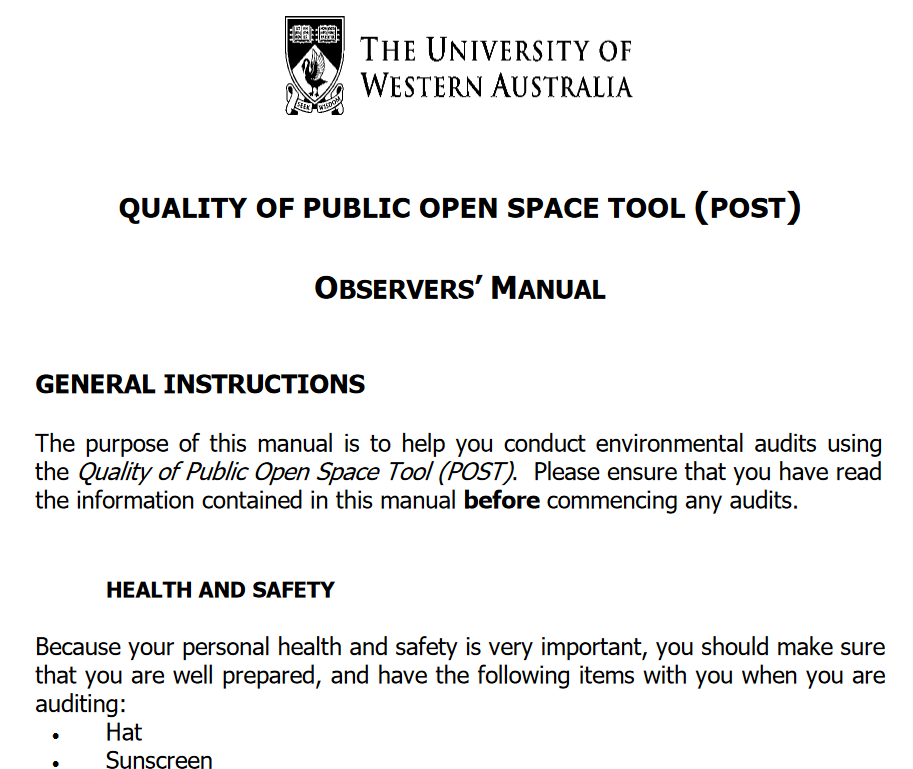 SEEK WISDOM
THE UNIVERSITY OF
WESTERN AUSTRALIA
QUALITY OF PUBLIC OPEN SPACE TOOL (POST)
OBSERVERS’ MANUAL
GENERAL INSTRUCTIONS
The purpose of this manual is to help you conduct environmental audits using
the Quality of Public Open Space Tool (POST). Please ensure that you have read
the information contained in this manual before commencing any audits.
HEALTH AND SAFETY
Because your personal health and safety is very important, you should make sure
that you are well prepared, and have the following items with you when you are
auditing:
• Hat
• Sunscreen